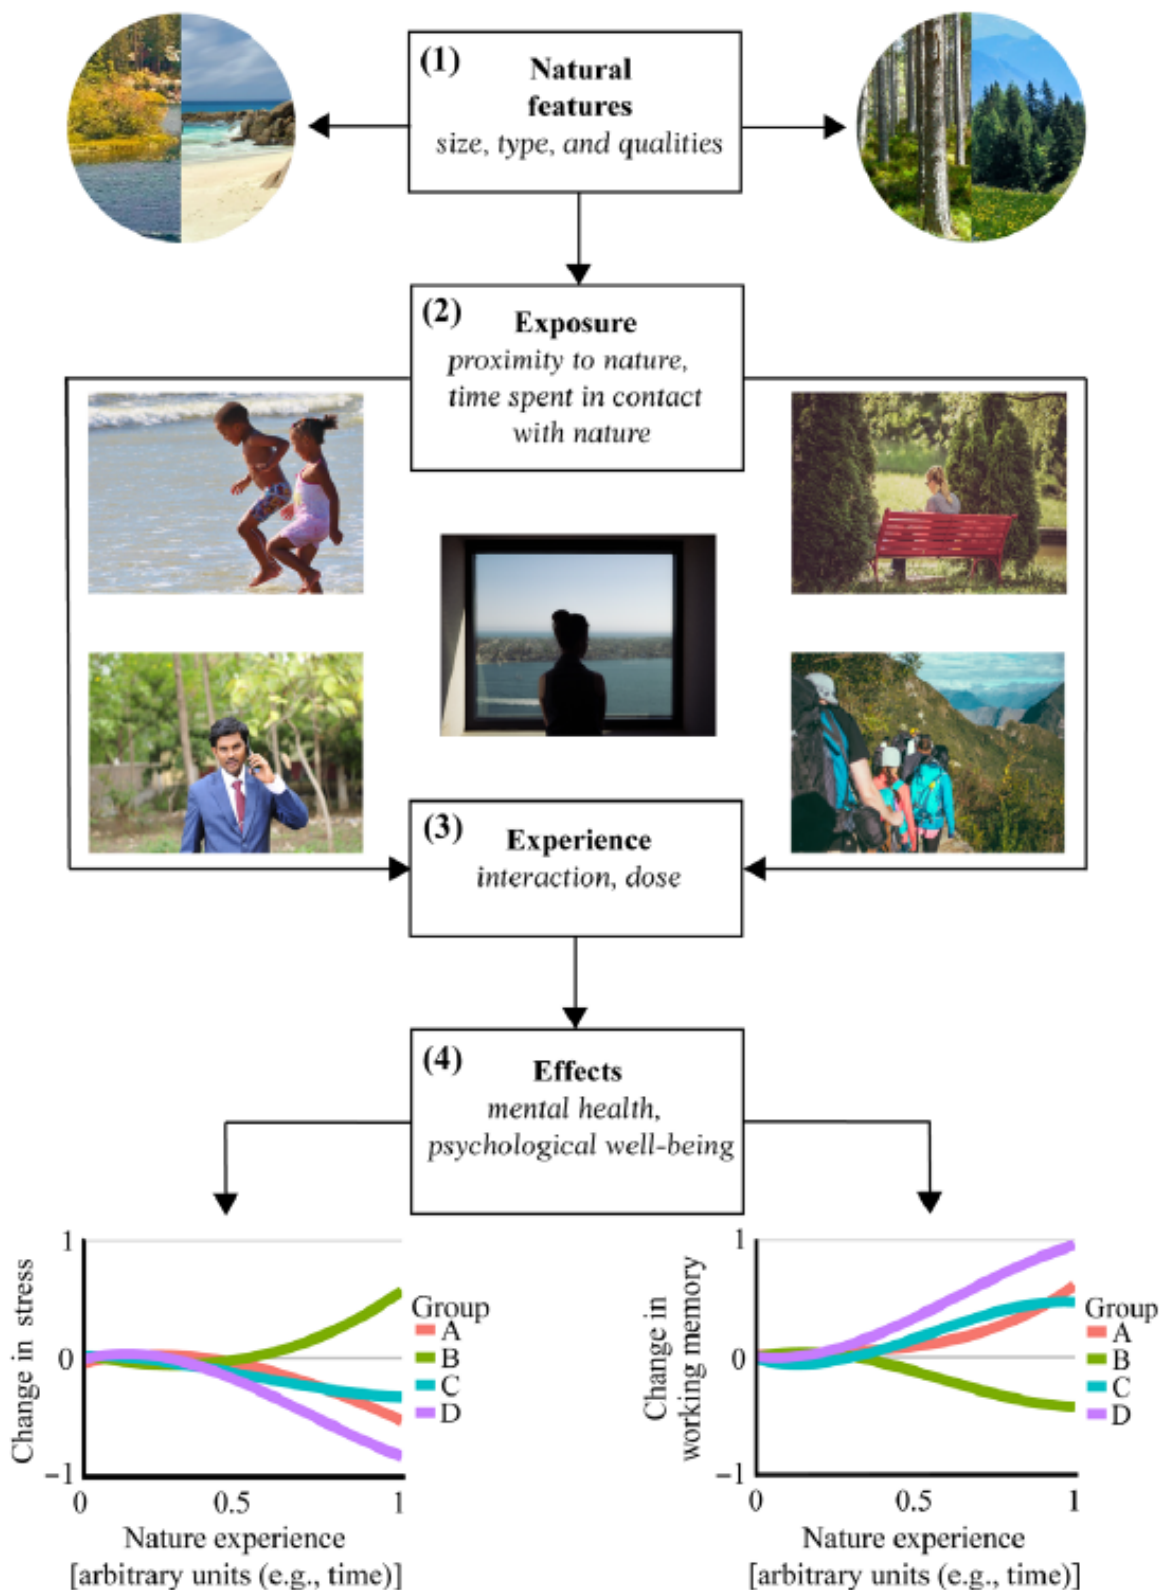 (1)
Natural
features
size, type, and qualities
(2)
Exposure
proximity to nature,
time spent in contact
with nature
(3)
Experience
interaction, dose
(4)
Effects
mental health,
psychological well-being
1
0
−1
Change in stress
0
0.5
1
Nature experience
[arbitrary units (e.g., time)]
Group
A
B
C
D
1
0
−1
Change in
working memory
0
0.5
1
Nature experience
[arbitrary units (e.g., time)]
Group
A
B
C
D